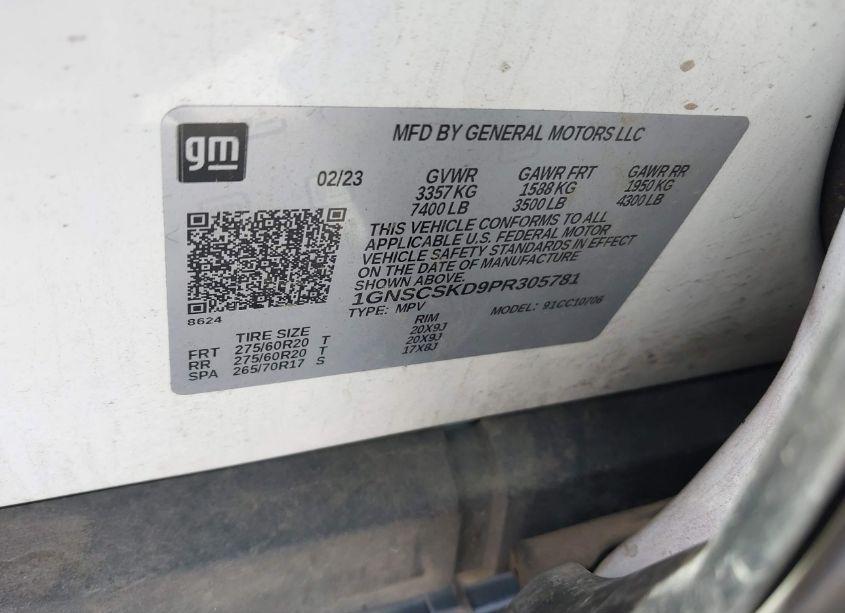 gm
MFD BY GENERAL MOTORS LLC
02/23 GVWR GAWR FRT GAWR RR
3357 KG 1588 KG 1950 KG
7400 LB 3500 LB 4300 LB
THIS VEHICLE CONFORMS TO ALL
APPLICABLE U.S. FEDERAL MOTOR
VEHICLE SAFETY STANDARDS IN EFFECT
ON THE DATE OF MANUFACTURE
SHOWN ABOVE.
1GNSCSKD9PR305781
TYPE: MPV MODEL: 91CC10706
8624
TIRE SIZE RIM
FRT 275/60R20 T 20X9J
RR 275/60R20 T 20X9J
SPA 265/70R17 S 17X8J